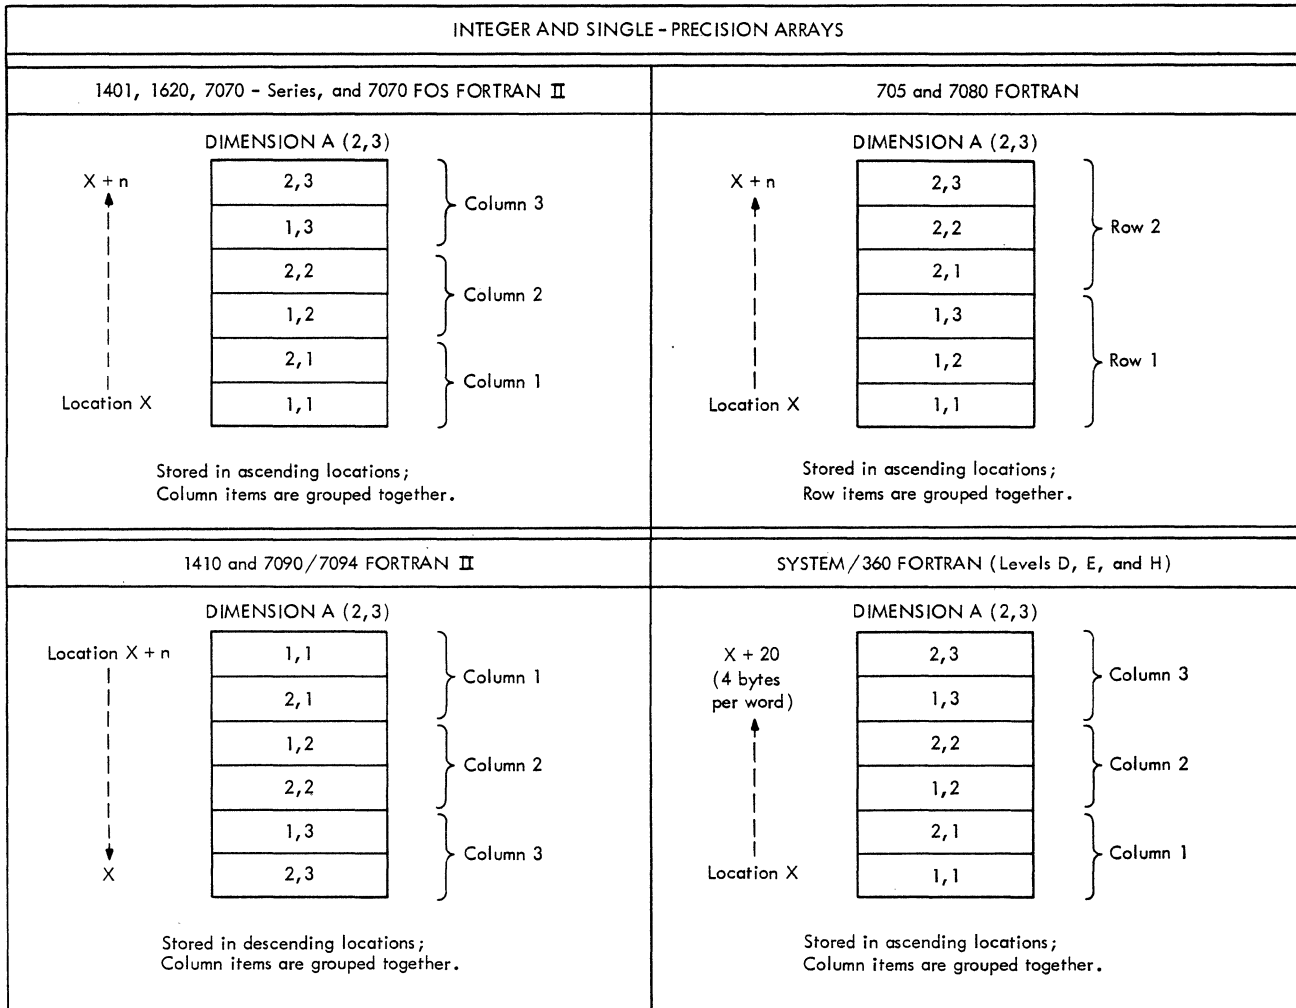 INTEGER AND SINGLE - PRECISION ARRAYS
1401, 1620, 7070 - Series, and 7070 FOS FORTRAN II
DIMENSION A (2,3)
X + n
2,3
1,3
2,2
1,2
2,1
1,1
Location X
Column 3
Column 2
Column 1
Stored in ascending locations;
Column items are grouped together.
705 and 7080 FORTRAN
DIMENSION A (2,3)
X + n
2,3
2,2
2,1
1,3
1,2
1,1
Location X
Row 2
Row 1
Stored in ascending locations;
Row items are grouped together.
1410 and 7090/7094 FORTRAN II
DIMENSION A (2,3)
Location X + n
1,1
2,1
1,2
2,2
1,3
2,3
X
Column 1
Column 2
Column 3
Stored in descending locations;
Column items are grouped together.
SYSTEM/360 FORTRAN (Levels D, E, and H)
DIMENSION A (2,3)
X + 20
(4 bytes
per word)
2,3
1,3
2,2
1,2
2,1
1,1
Location X
Column 3
Column 2
Column 1
Stored in ascending locations;
Column items are grouped together.